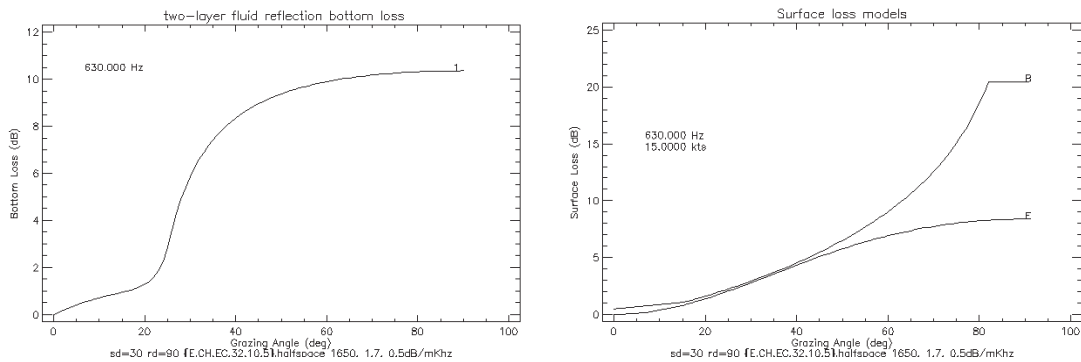 two-layer fluid reflection bottom loss
12
10
8
6
4
2
0
Bottom Loss (dB)
630.000 Hz
1
0 20 40 60 80 100
Grazing Angle (deg)
sd=30 rd=90 {E,CH,EC,32,10,5},halfspace 1650, 1.7, 0.5dB/mKhz
Surface loss models
25
20
15
10
5
0
Surface Loss (dB)
630.000 Hz
15.0000 kts
B
E
0 20 40 60 80 100
Grazing Angle (deg)
sd=30 rd=90 {E,CH,EC,32,10,5},halfspace 1650, 1.7, 0.5dB/mKhz